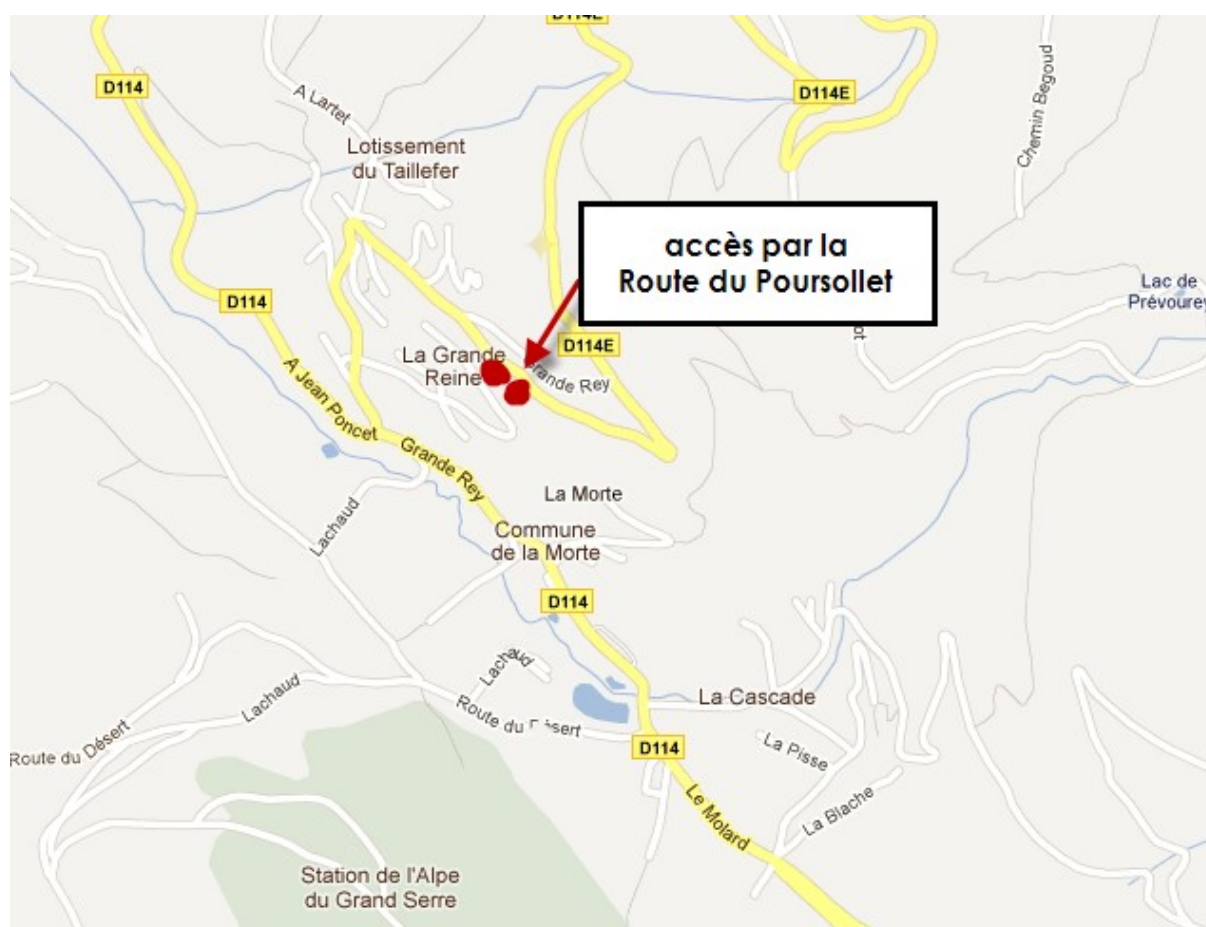 D114E
D114
A Lartet
D114E
Chemin Begoud
Lotissement
du Taillefer
accès par la
Route du Poursollet
Lac de
Prévourey
D114
D114E
La Grande
Reine
Grande Rey
A Jean Poncet
Grande Rey
La Morte
Lachaud
Commune
de la Morte
D114
Lachaud
Lachaud
La Cascade
Route du
Route du Désert
D114
La Pisse
Le Molard
La Blache
Station de l'Alpe
du Grand Serre